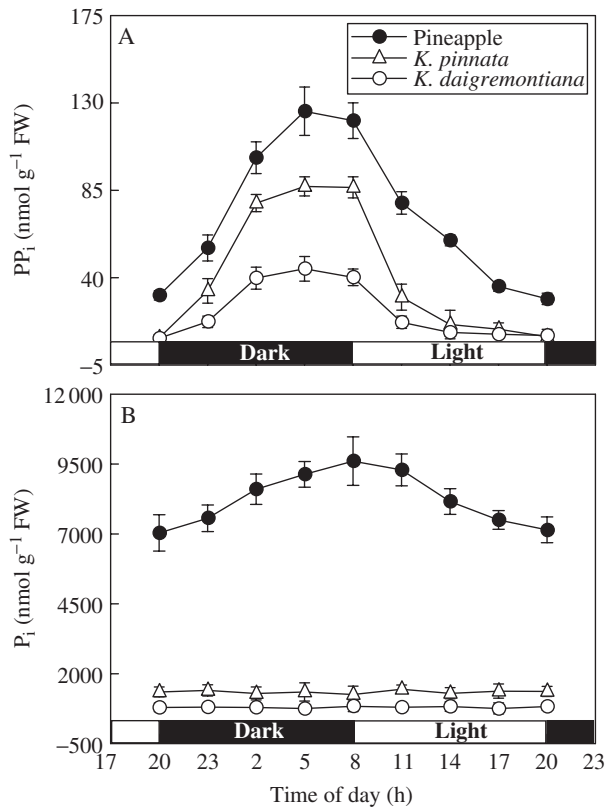 A
175
130
85
40
−5
PPi (nmol g−1 FW)
Pineapple
K. pinnata
K. daigremontiana
Dark
Light
B
12 000
9500
7000
4500
2000
−500
Pi (nmol g−1 FW)
Dark
Light
17 20 23 2 5 8 11 14 17 20 23
Time of day (h)